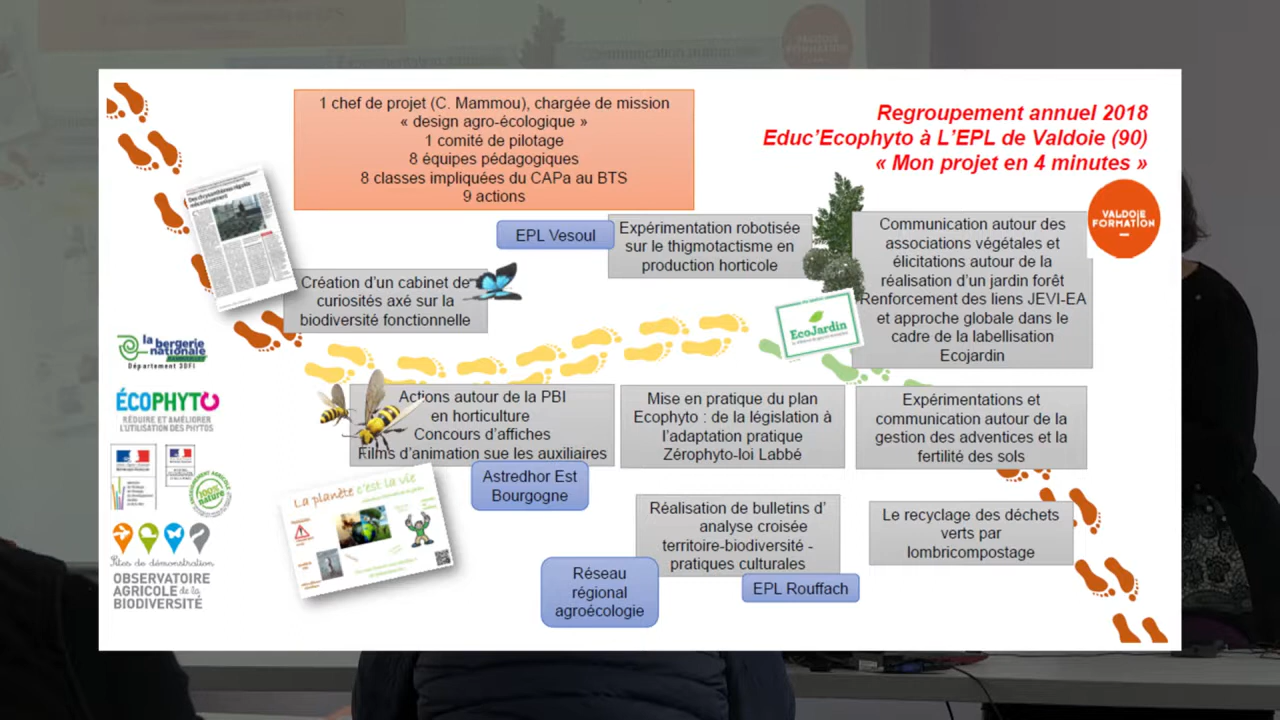 1 chef de projet (C. Mammou), chargée de mission
« design agro-écologique »
1 comité de pilotage
8 équipes pédagogiques
8 classes impliquées du CAPa au BTS
9 actions
Regroupement annuel 2018
Educ’Ecophyto à L’EPL de Valdoie (90)
« Mon projet en 4 minutes »
VALDOIE
FORMATION
EPL Vesoul
Expérimentation robotisée
sur le thigmotactisme en
production horticole
Communication autour des
associations végétales et
élicitations autour de la
réalisation d’un jardin forêt
Renforcement des liens JEVI-EA
et approche globale dans le
cadre de la labellisation
Ecojardin
Des chrysanthèmes régulés
mécaniquement
Création d’un cabinet de
curiosités axé sur la
biodiversité fonctionnelle
EcoJardin
la
bergerie
nationale
Département 3DFI
ÉCOPHYTO
RÉDUIRE ET AMÉLIORER
L’UTILISATION DES PHYTOS
Actions autour de la PBI
en horticulture
Concours d’affiches
Films d’animation sue les auxiliaires
Mise en pratique du plan
Ecophyto : de la législation à
l’adaptation pratique
Zérophyto-loi Labbé
Expérimentations et
communication autour de la
gestion des adventices et la
fertilité des sols
Astredhor Est
Bourgogne
La planète c'est la vie
100%
nature
Sites de démonstration
OBSERVATOIRE
AGRICOLE de la
BIODIVERSITÉ
Réalisation de bulletins d’
analyse croisée
territoire-biodiversité -
pratiques culturales
Le recyclage des déchets
verts par
lombricompostage
Réseau
régional
agroécologie
EPL Rouffach